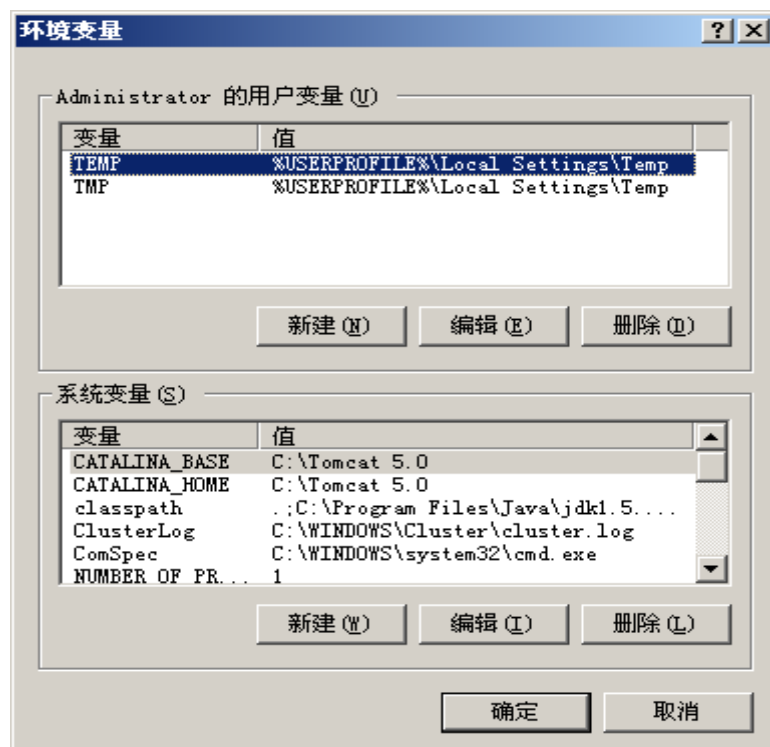 环境变量
Administrator 的用户变量(U)
变量 值
TEMP %USERPROFILE%\Local Settings\Temp
TMP %USERPROFILE%\Local Settings\Temp
新建(N) 编辑(E) 删除(D)
系统变量(S)
变量 值
CATALINA_BASE C:\Tomcat 5.0
CATALINA_HOME C:\Tomcat 5.0
classpath .;C:\Program Files\Java\jdk1.5....
ClusterLog C:\WINDOWS\Cluster\cluster.log
ComSpec C:\WINDOWS\system32\cmd.exe
NUMBER_OF_PR... 1
新建(W) 编辑(I) 删除(L)
确定 取消